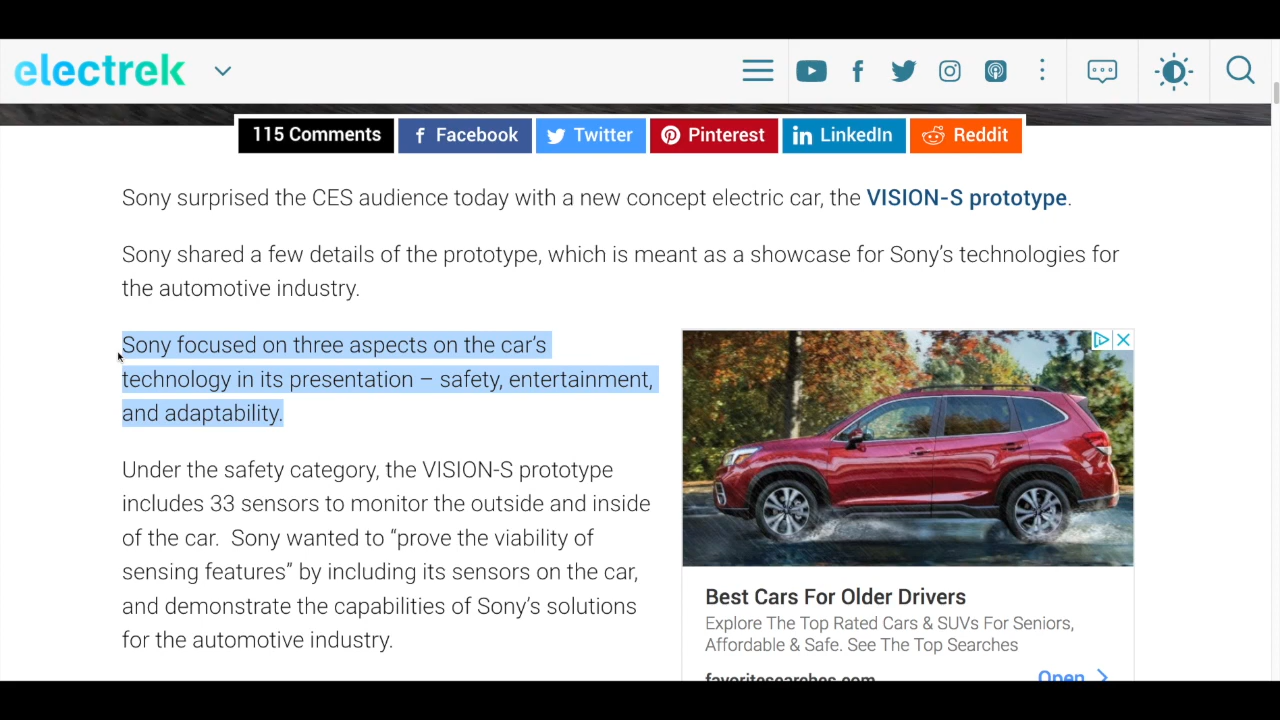 electrek
115 Comments
Facebook
Twitter
Pinterest
LinkedIn
Reddit
Sony surprised the CES audience today with a new concept electric car, the VISION-S prototype.
Sony shared a few details of the prototype, which is meant as a showcase for Sony’s technologies for
the automotive industry.
Sony focused on three aspects on the car’s
technology in its presentation – safety, entertainment,
and adaptability.
Under the safety category, the VISION-S prototype
includes 33 sensors to monitor the outside and inside
of the car.  Sony wanted to “prove the viability of
sensing features” by including its sensors on the car,
and demonstrate the capabilities of Sony’s solutions
for the automotive industry.
Best Cars For Older Drivers
Explore The Top Rated Cars & SUVs For Seniors,
Affordable & Safe. See The Top Searches
favoritesearches.com
Open